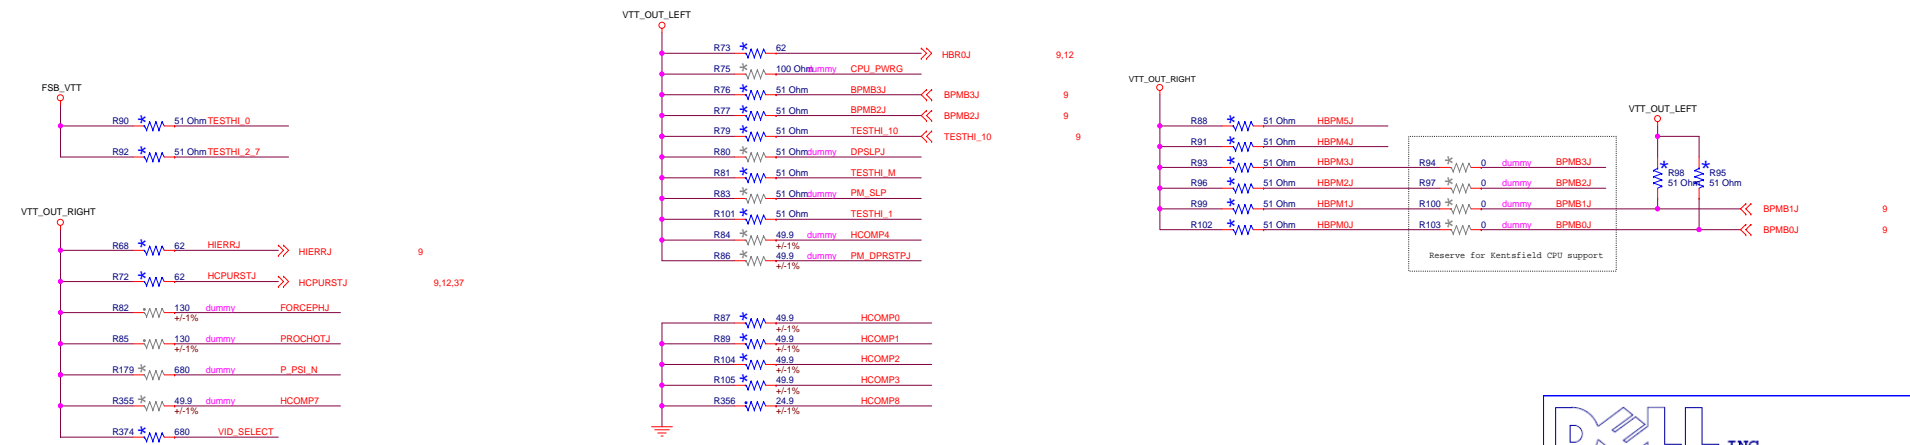 FSB_VTT
R90 * 51 Ohm TESTHI_0
R92 * 51 Ohm TESTHI_2_7
VTT_OUT_RIGHT
R68 * 62 HIERRJ HIERRJ 9
R72 * 62 HCPURSTJ HCPURSTJ 9,12,37
R82 130 dummy FORCEPHJ
+/-1%
R85 130 dummy PROCHOTJ
+/-1%
R179 * 680 dummy P_PSI_N
R355 * 49.9 dummy HCOMP7
+/-1%
R374 * 680 VID_SELECT
VTT_OUT_LEFT
R73 * 62 HBR0J 9,12
R75 * 100 Ohm dummy CPU_PWRG
R76 * 51 Ohm BPMB3J BPMB3J 9
R77 * 51 Ohm BPMB2J BPMB2J 9
R79 * 51 Ohm TESTHI_10 TESTHI_10 9
R80 * 51 Ohm dummy DPSLPJ
R81 * 51 Ohm TESTHI_M
R83 * 51 Ohm dummy PM_SLP
R101 * 51 Ohm TESTHI_1
R84 * 49.9 dummy HCOMP4
+/-1%
R86 * 49.9 dummy PM_DPRSTPJ
+/-1%
R87 * 49.9 HCOMP0
+/-1%
R89 * 49.9 HCOMP1
+/-1%
R104 * 49.9 HCOMP2
+/-1%
R105 * 49.9 HCOMP3
+/-1%
R356 24.9 HCOMP8
+/-1%
VTT_OUT_RIGHT
R88 * 51 Ohm HBPM5J
R91 * 51 Ohm HBPM4J
R93 * 51 Ohm HBPM3J R94 * 0 dummy BPMB3J
R96 * 51 Ohm HBPM2J R97 * 0 dummy BPMB2J
R99 * 51 Ohm HBPM1J R100 * 0 dummy BPMB1J BPMB1J 9
R102 * 51 Ohm HBPM0J R103 * 0 dummy BPMB0J BPMB0J 9
Reserve for Kentsfield CPU support
VTT_OUT_LEFT
* R98 51 Ohm
* R95 51 Ohm
DELL INC